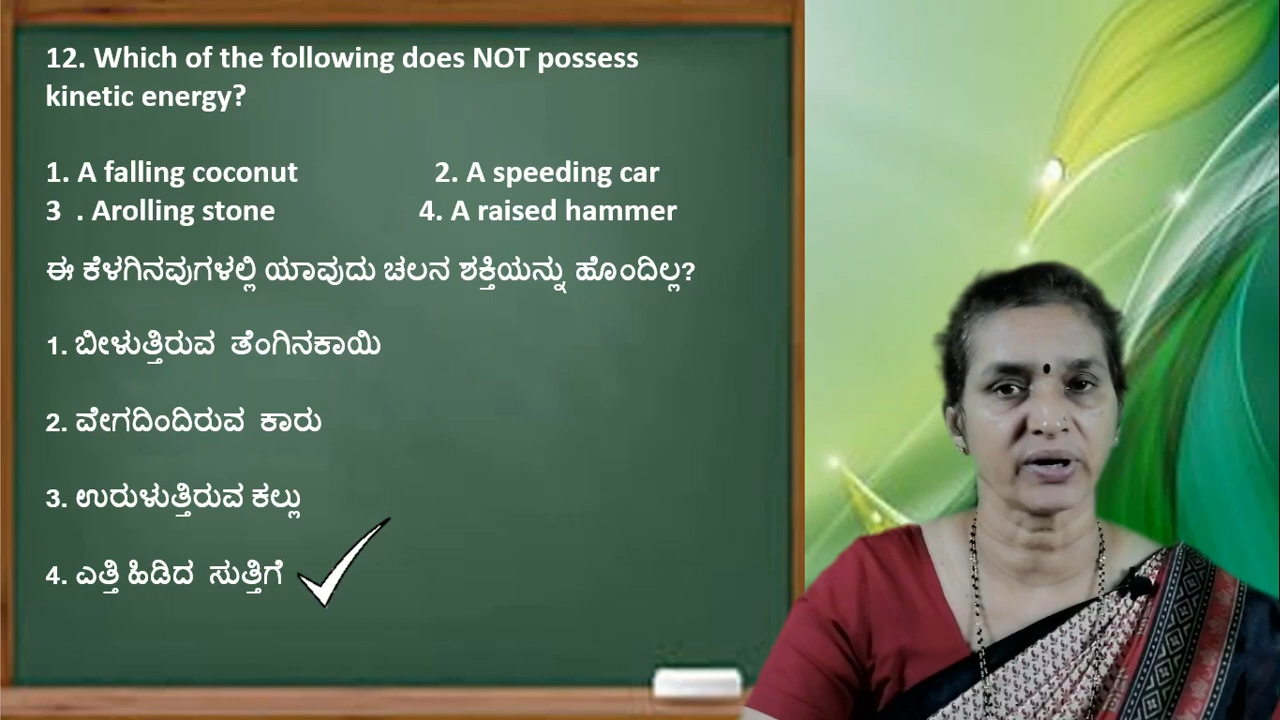 12. Which of the following does NOT possess
kinetic energy?
1. A falling coconut 2. A speeding car
3 . Arolling stone 4. A raised hammer
ಈ ಕೆಳಗಿನವುಗಳಲ್ಲಿ ಯಾವುದು ಚಲನ ಶಕ್ತಿಯನ್ನು ಹೊಂದಿಲ್ಲ?
1. ಬೀಳುತ್ತಿರುವ ತೆಂಗಿನಕಾಯಿ
2. ವೇಗದಿಂದಿರುವ ಕಾರು
3. ಉರುಳುತ್ತಿರುವ ಕಲ್ಲು
4. ಎತ್ತಿ ಹಿಡಿದ ಸುತ್ತಿಗೆ